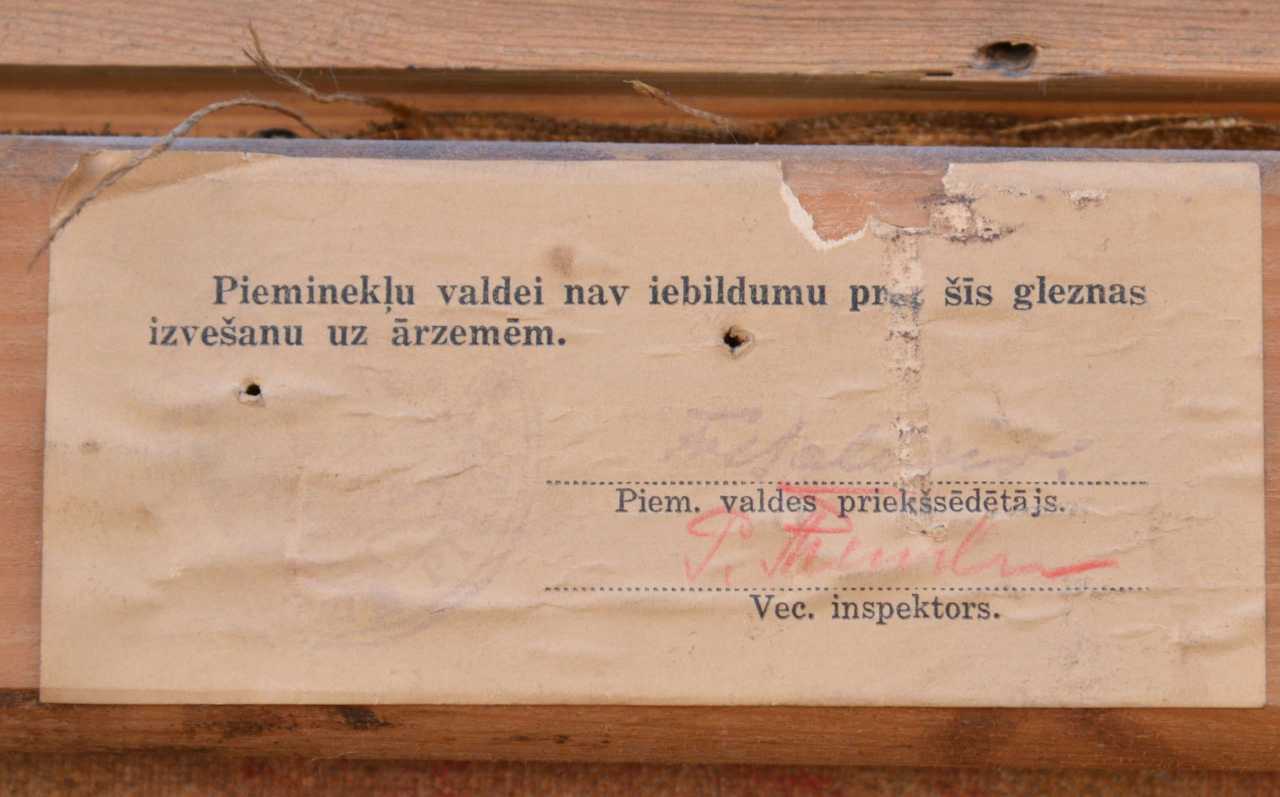 Pieminekļu valdei nav iebildumu pret šīs gleznas
izvešanu uz ārzemēm.
Piem. valdes priekšsēdētājs.
P.
Vec. inspektors.